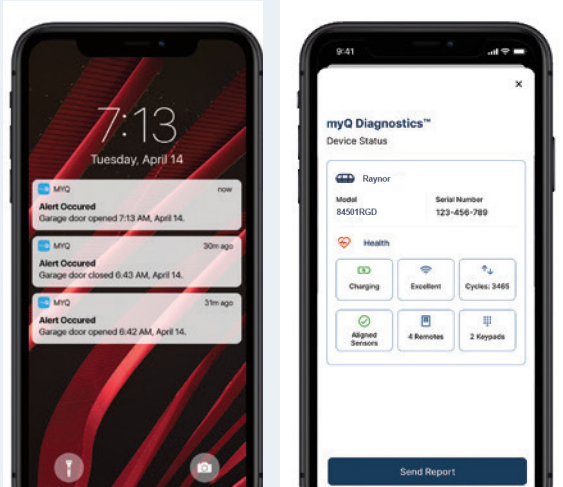 7:13
Tuesday, April 14
MYQ now
Alert Occured
Garage door opened 7:13 AM, April 14.
MYQ 30m ago
Alert Occured
Garage door closed 6:43 AM, April 14.
MYQ 31m ago
Alert Occured
Garage door opened 6:42 AM, April 14.
9:41
myQ Diagnostics™
Device Status
Raynor
Model Serial Number
84501RGD 123-456-789
Health
Charging Excellent Cycles: 3465
Aligned
Sensors 4 Remotes 2 Keypads
Send Report